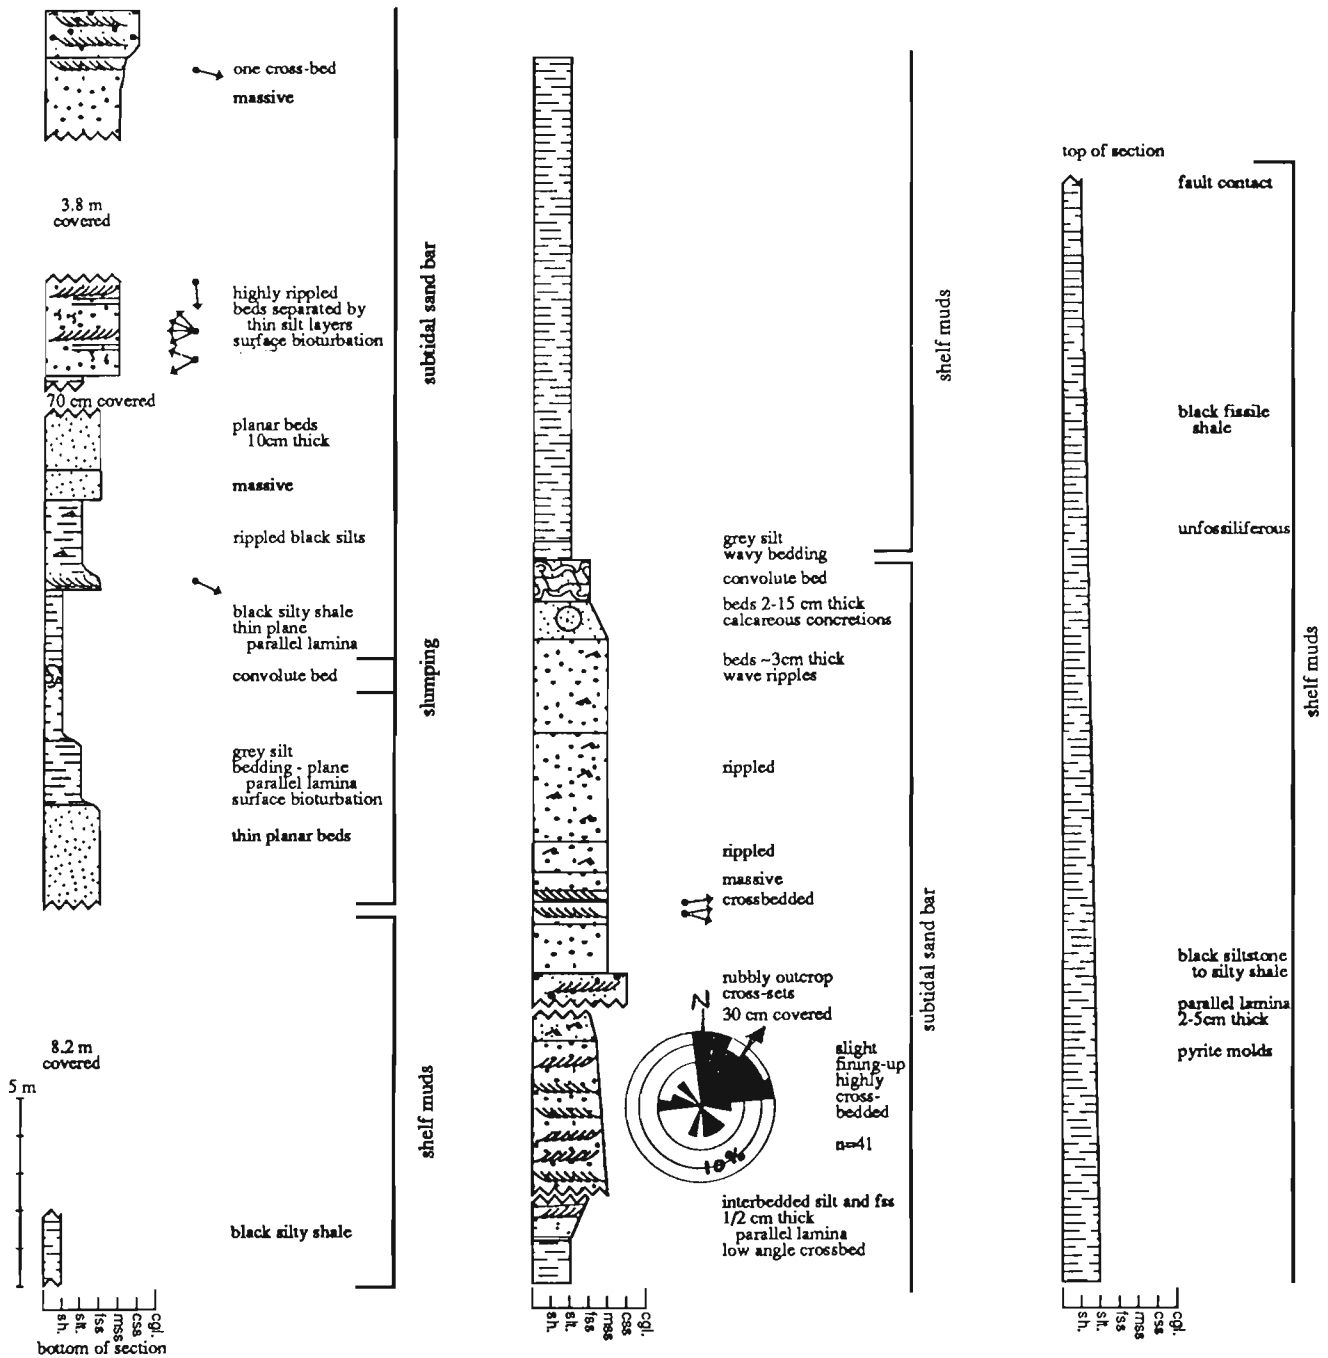 one cross-bed
massive
3.8 m
covered
highly rippled
beds separated by
thin silt layers
surface bioturbation
70 cm covered
planar beds
10cm thick
massive
rippled black silts
black silty shale
thin plane
parallel lamina
convolute bed
grey silt
bedding - plane
parallel lamina
surface bioturbation
thin planar beds
8.2 m
covered
5 m
black silty shale
subtidal sand bar
slumping
shelf muds
sh.
slt.
fss
mss
css
cgl.
bottom of section
grey silt
wavy bedding
convolute bed
beds 2-15 cm thick
calcareous concretions
beds ~3cm thick
wave ripples
rippled
rippled
massive
crossbedded
rubbly outcrop
cross-sets
30 cm covered
N
slight
fining-up
highly
cross-
bedded
n=41
10%
interbedded silt and fss
1/2 cm thick
parallel lamina
low angle crossbed
shelf muds
subtidal sand bar
sh.
slt.
fss
mss
css
cgl.
top of section
fault contact
black fissile
shale
unfossiliferous
black siltstone
to silty shale
parallel lamina
2-5cm thick
pyrite molds
shelf muds
sh.
slt.
fss
mss
css
cgl.